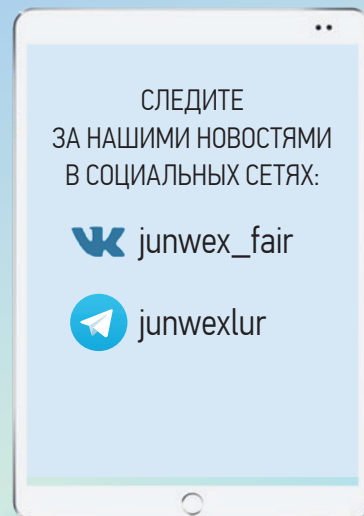 СЛЕДИТЕ
ЗА НАШИМИ НОВОСТЯМИ
В СОЦИАЛЬНЫХ СЕТЯХ:
junwex_fair
junwexlur